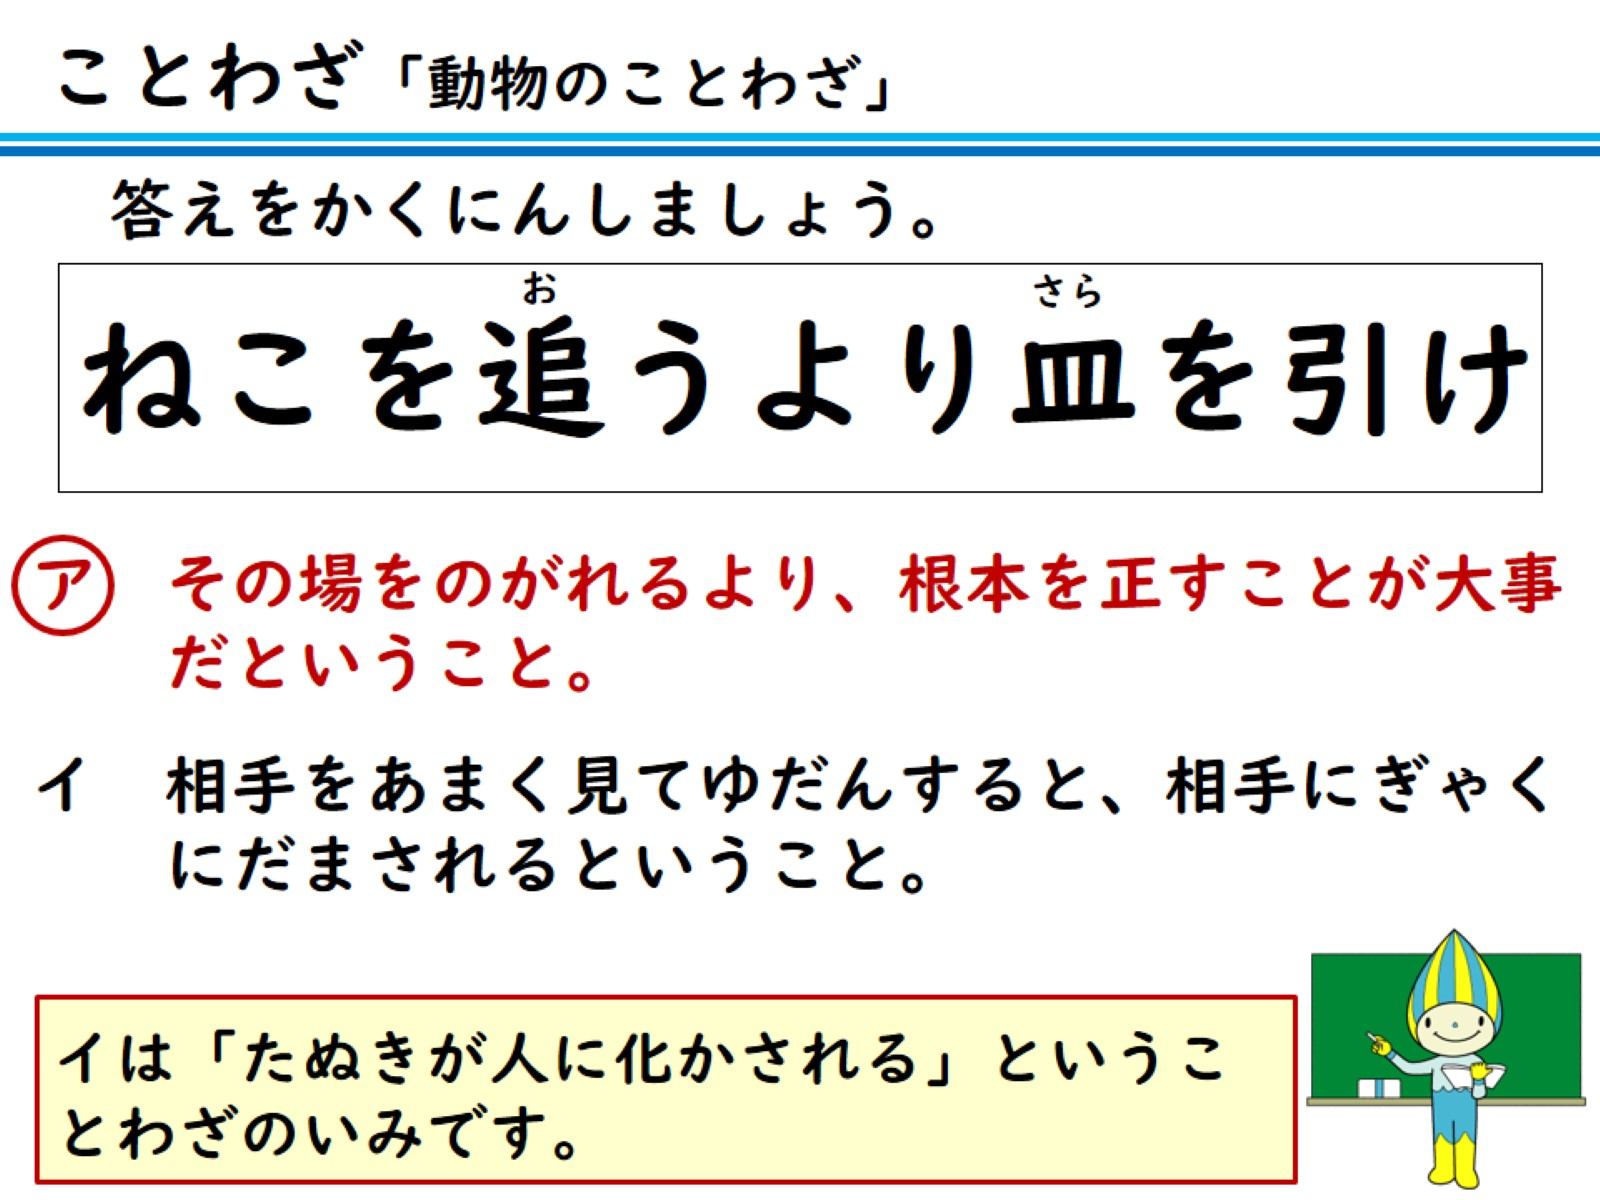 ことわざ「動物のことわざ」
答えをかくにんしましょう。
お さら
ねこを追うより皿を引け
ア その場をのがれるより、根本を正すことが大事
だということ。
イ 相手をあまく見てゆだんすると、相手にぎゃく
にだまされるということ。
イは「たぬきが人に化かされる」というこ
とわざのいみです。